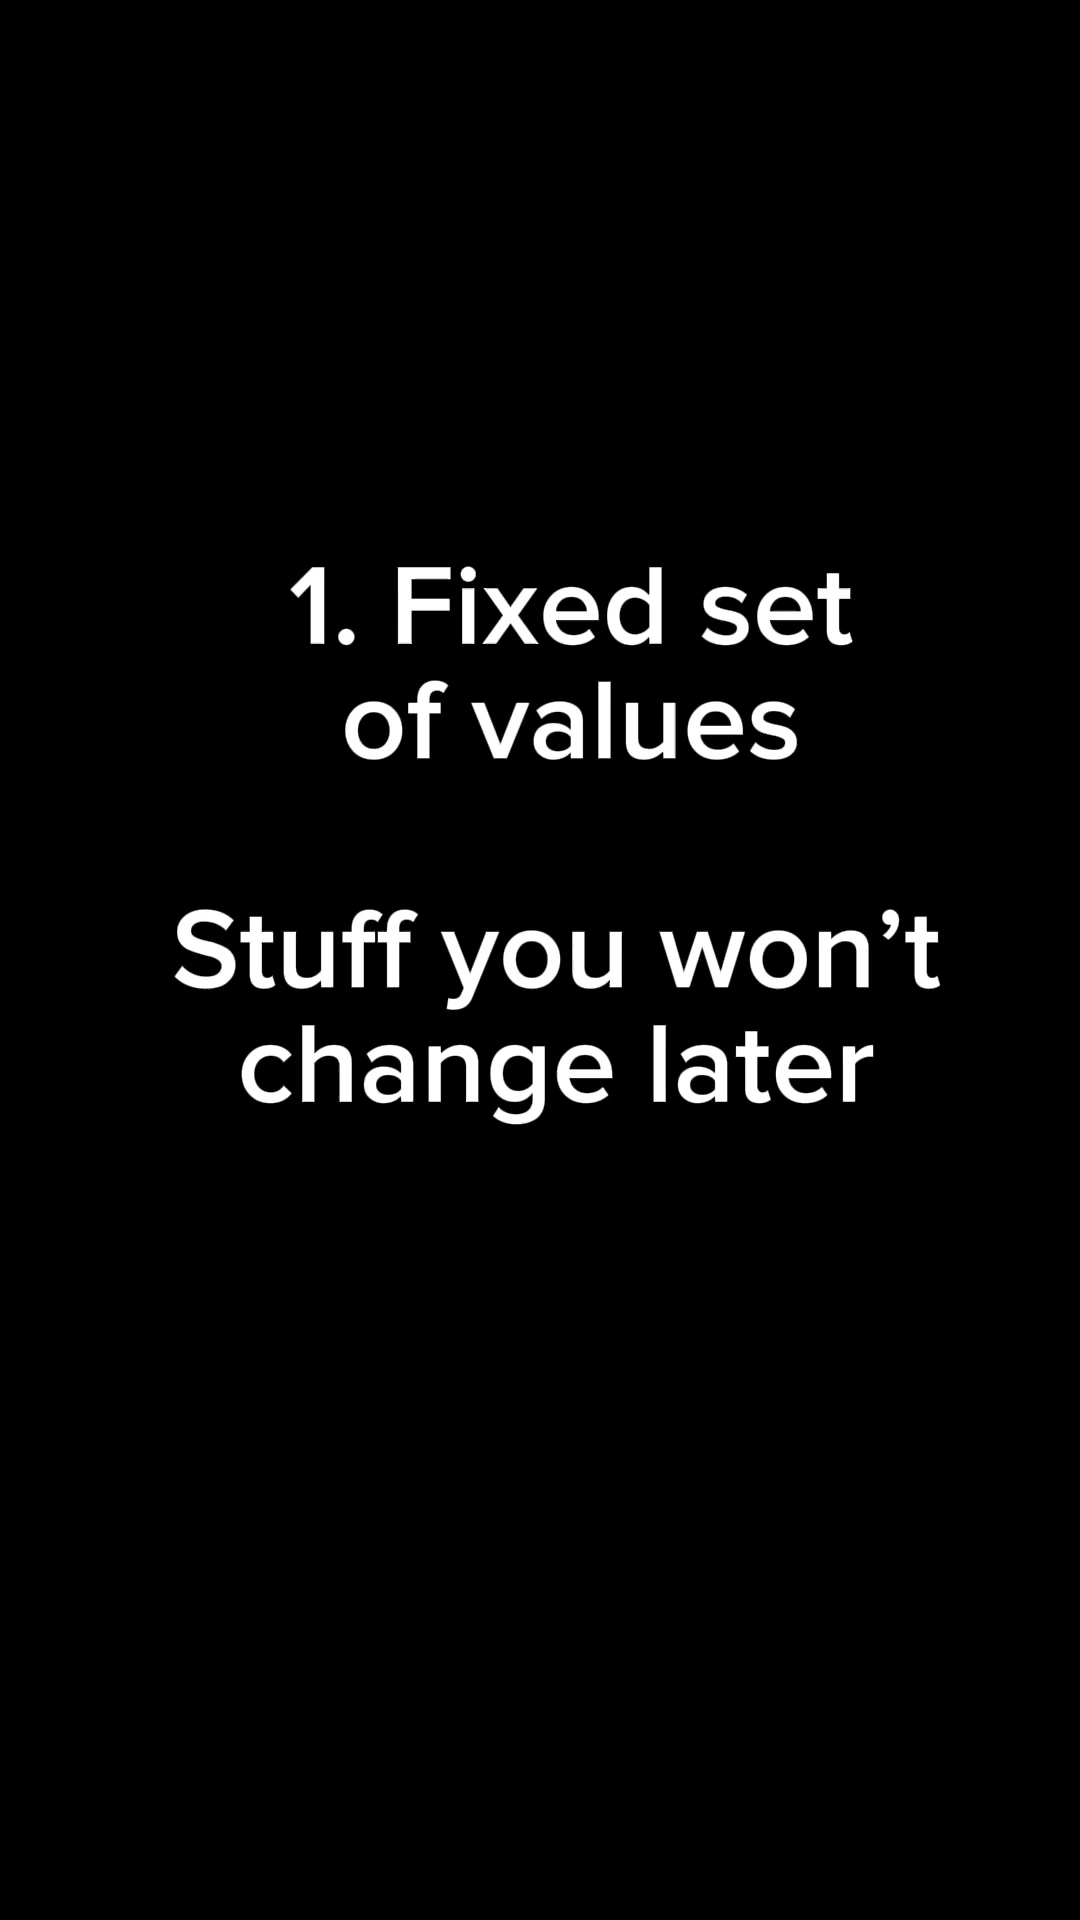 1. Fixed set
of values
Stuff you won’t
change later